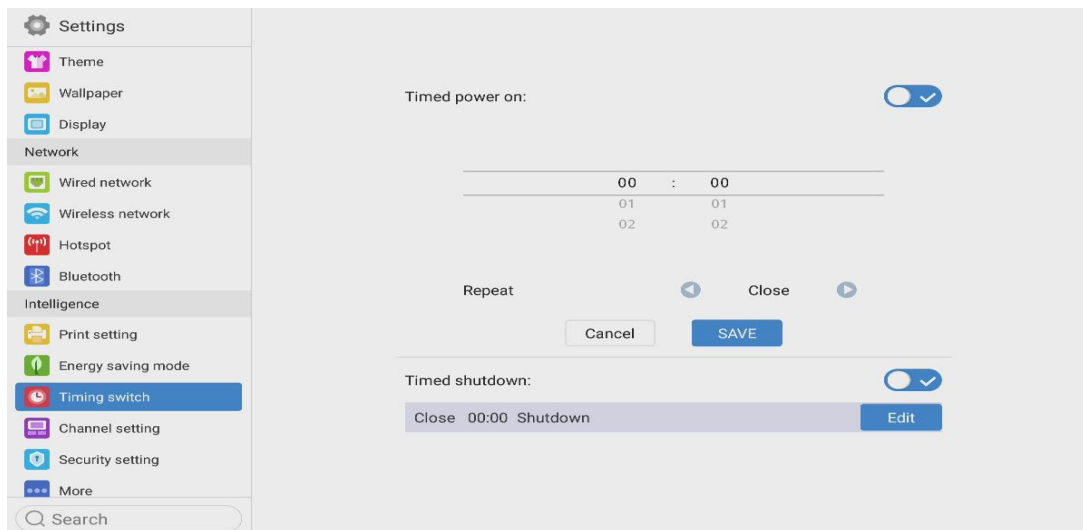 Settings
Theme
Wallpaper
Display
Network
Wired network
Wireless network
Hotspot
Bluetooth
Intelligence
Print setting
Energy saving mode
Timing switch
Channel setting
Security setting
More
Search
Timed power on:
00 : 00
01 01
02 02
Repeat Close
Cancel SAVE
Timed shutdown:
Close 00:00 Shutdown Edit